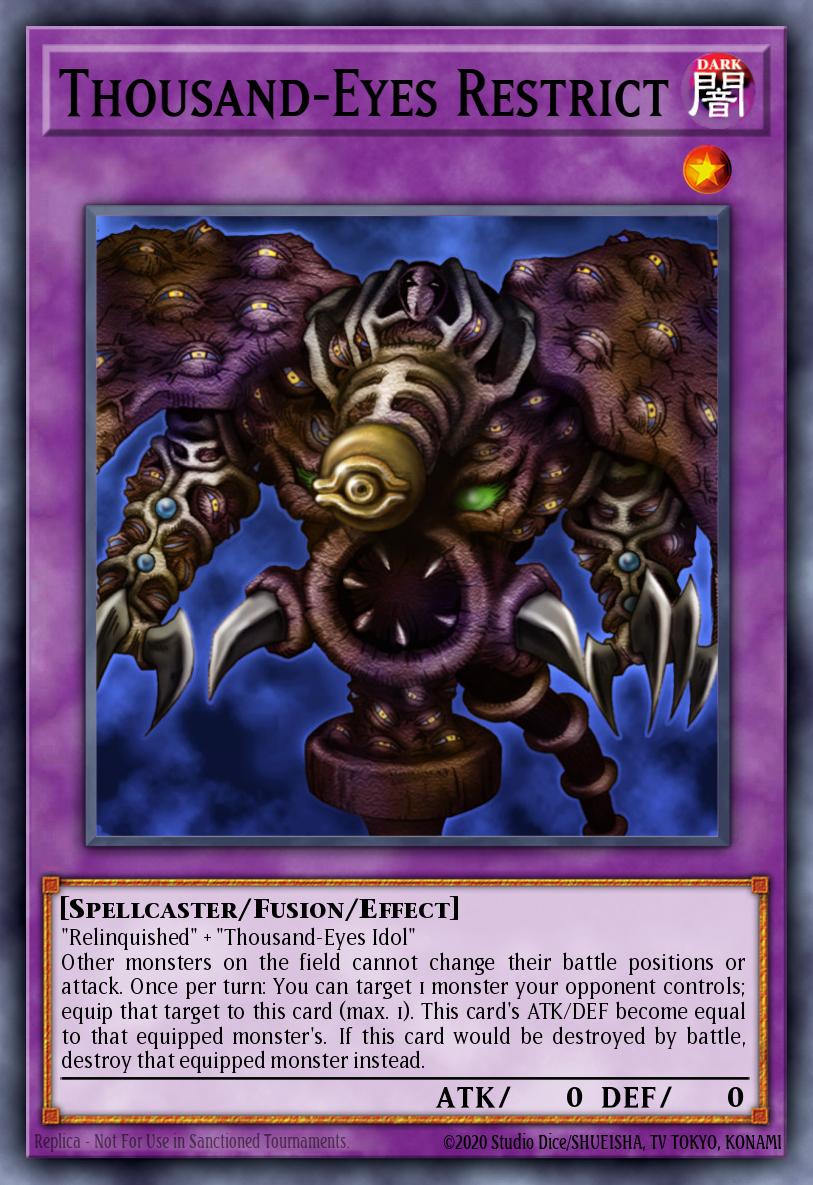 THOUSAND-EYES RESTRICT
DARK
闇
[SPELLCASTER/FUSION/EFFECT]
"Relinquished" + "Thousand-Eyes Idol"
Other monsters on the field cannot change their battle positions or
attack. Once per turn: You can target 1 monster your opponent controls;
equip that target to this card (max. 1). This card's ATK/DEF become equal
to that equipped monster's. If this card would be destroyed by battle,
destroy that equipped monster instead.
ATK/ 0 DEF/ 0
Replica - Not For Use in Sanctioned Tournaments.
©2020 Studio Dice/SHUEISHA, TV TOKYO, KONAMI